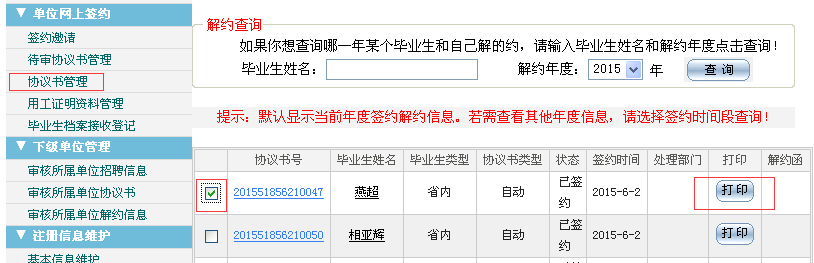 ▼ 单位网上签约
签约邀请
待审协议书管理
协议书管理
用工证明资料管理
毕业生档案接收登记
▼ 下级单位管理
审核所属单位招聘信息
审核所属单位协议书
审核所属单位解约信息
▼ 注册信息维护
基本信息维护
解约查询
如果你想查询哪一年某个毕业生和自己解的约，请输入毕业生姓名和解约年度点击查询！
毕业生姓名： 解约年度： 2015 年 查 询
提示：默认显示当前年度签约解约信息。若需查看其他年度信息，请选择签约时间段查询！
协议书号 毕业生姓名 毕业生类型 协议书类型 状态 签约时间 处理部门 打印 解约函
201551856210047 燕超 省内 自动 已签约 2015-6-2 打印
201551856210050 相亚辉 省内 自动 已签约 2015-6-2 打印